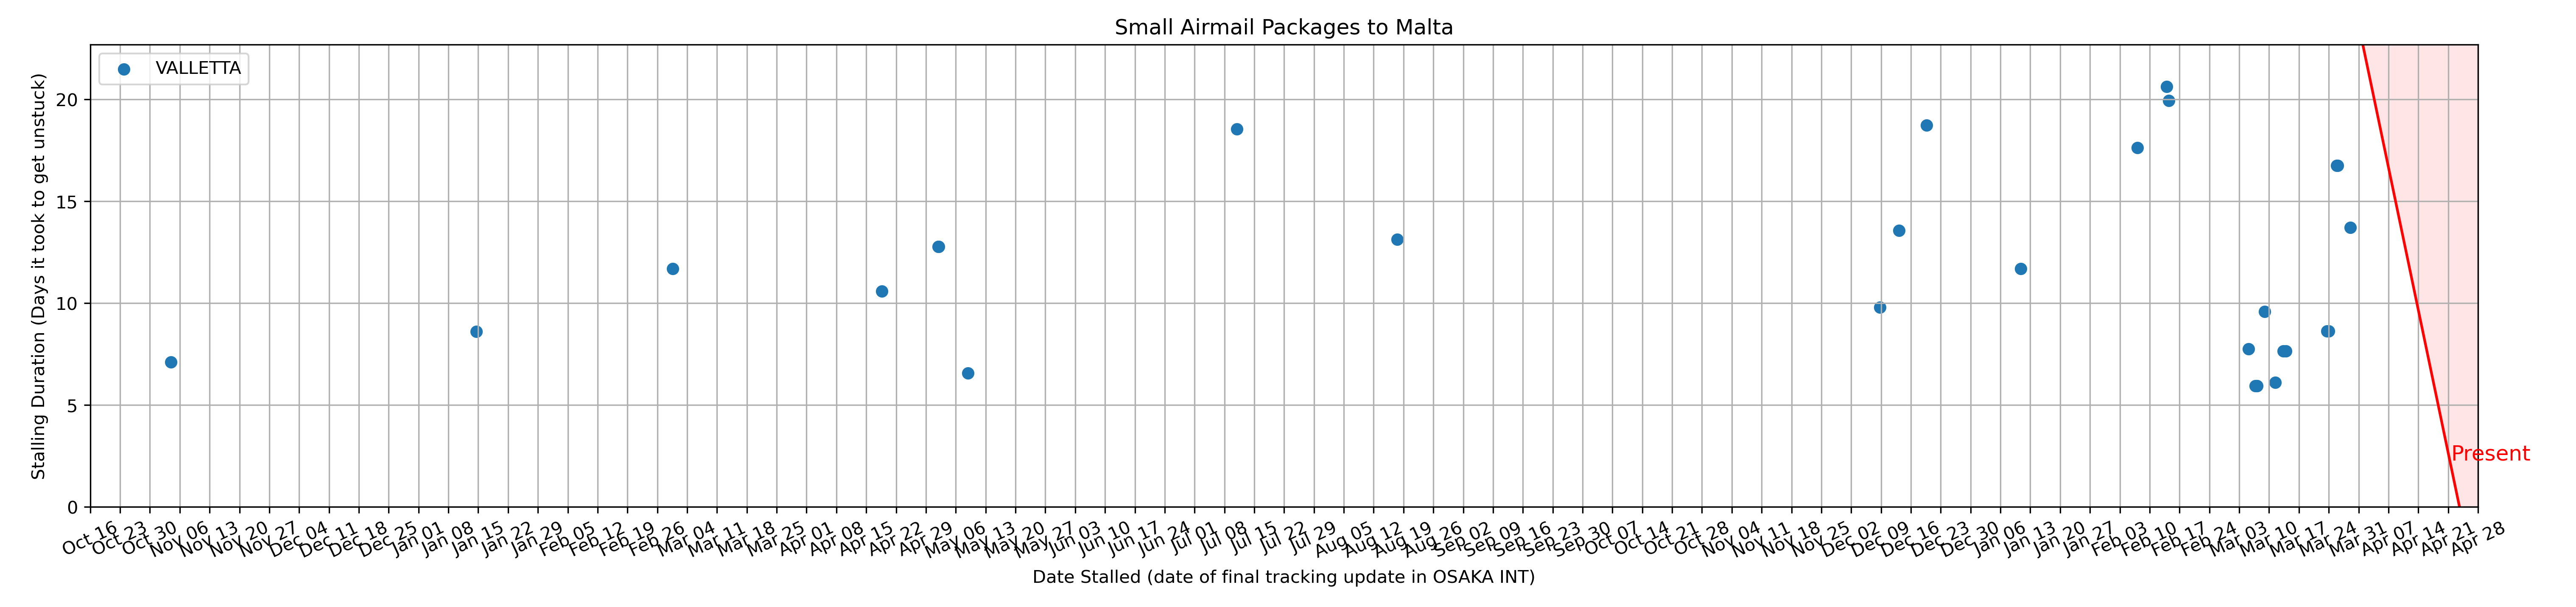 Small Airmail Packages to Malta
VALLETTA
Stalling Duration (Days it took to get unstuck)
20
15
10
5
0
Present
Oct 16
Oct 23
Oct 30
Nov 06
Nov 13
Nov 20
Nov 27
Dec 04
Dec 11
Dec 18
Dec 25
Jan 01
Jan 08
Jan 15
Jan 22
Jan 29
Feb 05
Feb 12
Feb 19
Feb 26
Mar 04
Mar 11
Mar 18
Mar 25
Apr 01
Apr 08
Apr 15
Apr 22
Apr 29
May 06
May 13
May 20
May 27
Jun 03
Jun 10
Jun 17
Jun 24
Jul 01
Jul 08
Jul 15
Jul 22
Jul 29
Aug 05
Aug 12
Aug 19
Aug 26
Sep 02
Sep 09
Sep 16
Sep 23
Sep 30
Oct 07
Oct 14
Oct 21
Oct 28
Nov 04
Nov 11
Nov 18
Nov 25
Dec 02
Dec 09
Dec 16
Dec 23
Dec 30
Jan 06
Jan 13
Jan 20
Jan 27
Feb 03
Feb 10
Feb 17
Feb 24
Mar 03
Mar 10
Mar 17
Mar 24
Mar 31
Apr 07
Apr 14
Apr 21
Apr 28
Date Stalled (date of final tracking update in OSAKA INT)